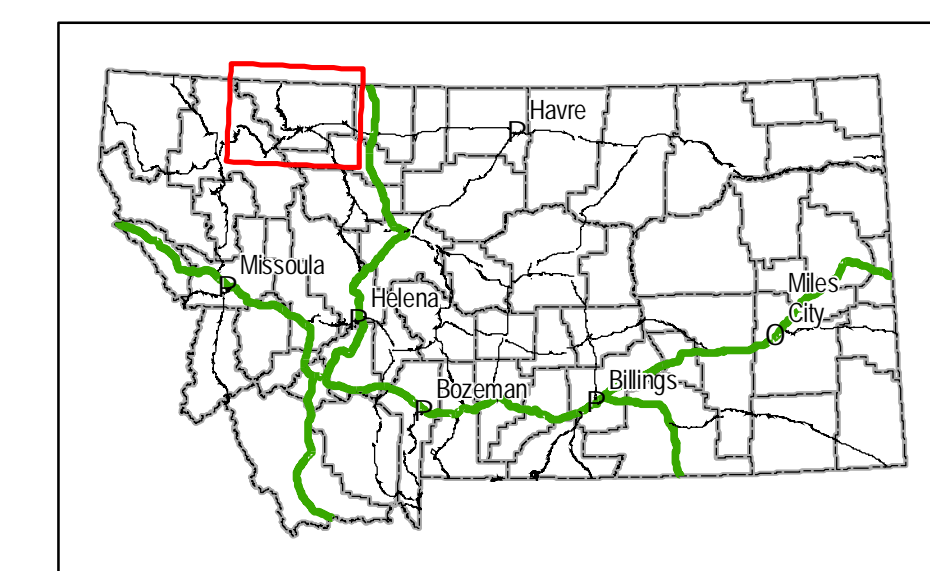 Havre
P
Missoula
P
Helena
P
Miles
City
O
Billings
P
Bozeman
P